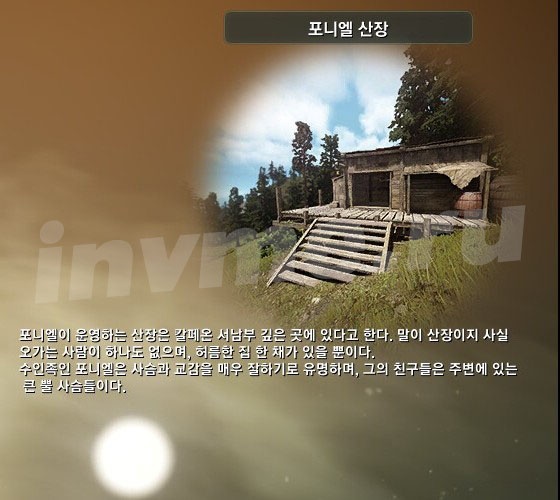 포니엘 산장
포니엘이 운영하는 산장은 칼페온 서남부 깊은 곳에 있다고 한다. 말이 산장이지 사실
오가는 사람이 하나도 없으며, 허름한 집 한 채가 있을 뿐이다.
수인족인 포니엘은 사슴과 교감을 매우 잘하기로 유명하며, 그의 친구들은 주변에 있는
큰 뿔 사슴들이다.